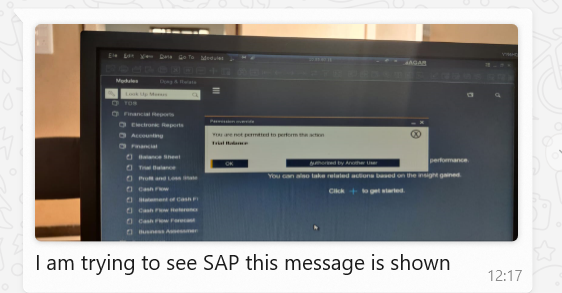 File Edit View Data Go To Modules
Modules Drag & Relate
Look Up Menus
TDS
Financial Reports
Electronic Reports
Accounting
Financial
Balance Sheet
Trial Balance
Profit and Loss State
Cash Flow
Statement of Cash Fl
Cash Flow Reference
Cash Flow Forecast
Business Assessmen
You are not permitted to perform this action
Trial Balance
OK Authorized by Another User
performance.
You can also take related actions based on the insight gained.
Click + to get started.
I am trying to see SAP this message is shown
12:17